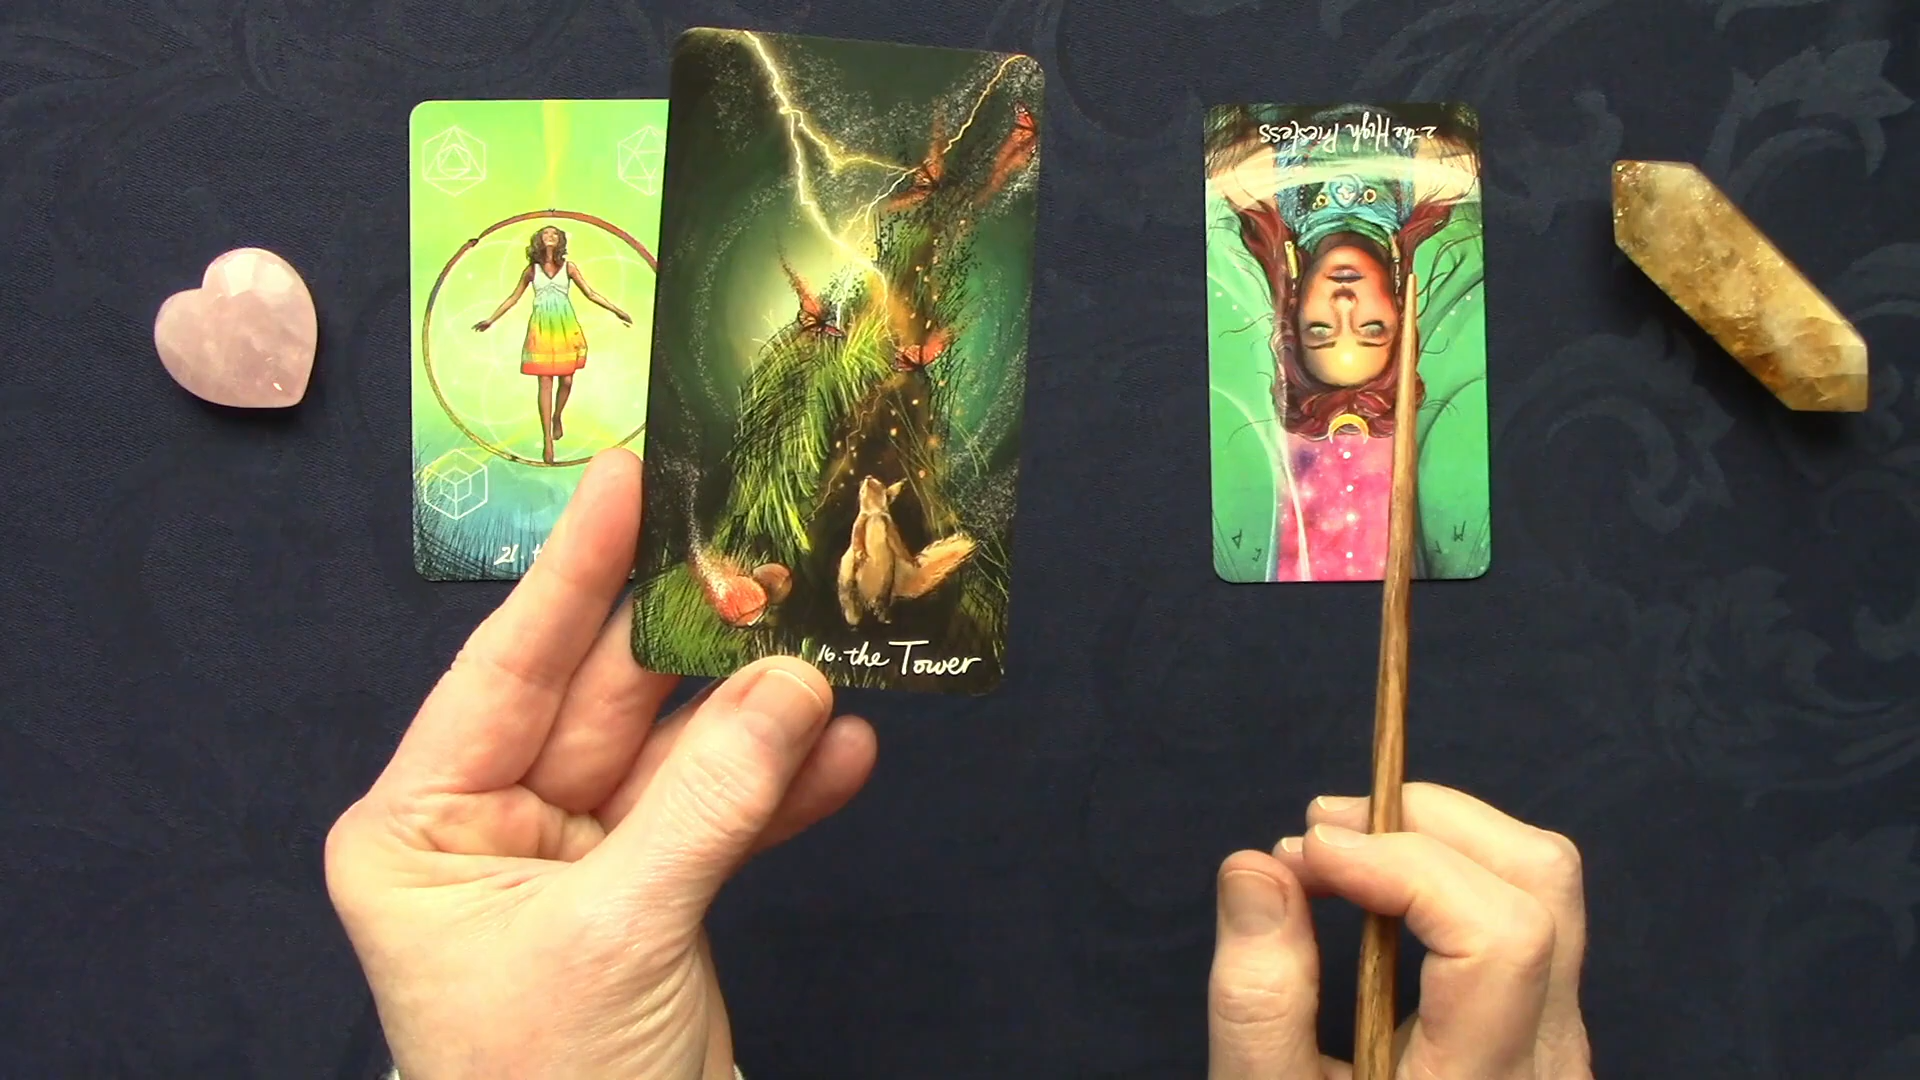 21. t
16. the Tower
2. the High Priestess